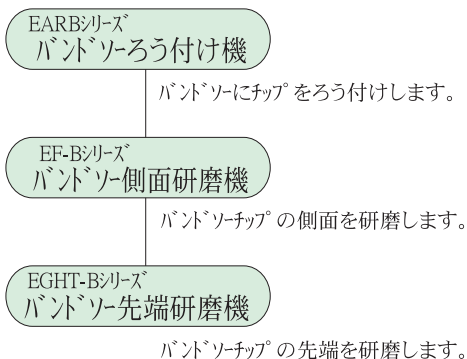 EARBｼﾘｰｽﾞ
ﾊﾞﾝﾄﾞｿｰろう付け機
ﾊﾞﾝﾄﾞｿｰにﾁｯﾌﾟをろう付けします。
EF-Bｼﾘｰｽﾞ
ﾊﾞﾝﾄﾞｿｰ側面研磨機
ﾊﾞﾝﾄﾞｿｰﾁｯﾌﾟの側面を研磨します。
EGHT-Bｼﾘｰｽﾞ
ﾊﾞﾝﾄﾞｿｰ先端研磨機
ﾊﾞﾝﾄﾞｿｰﾁｯﾌﾟの先端を研磨します。